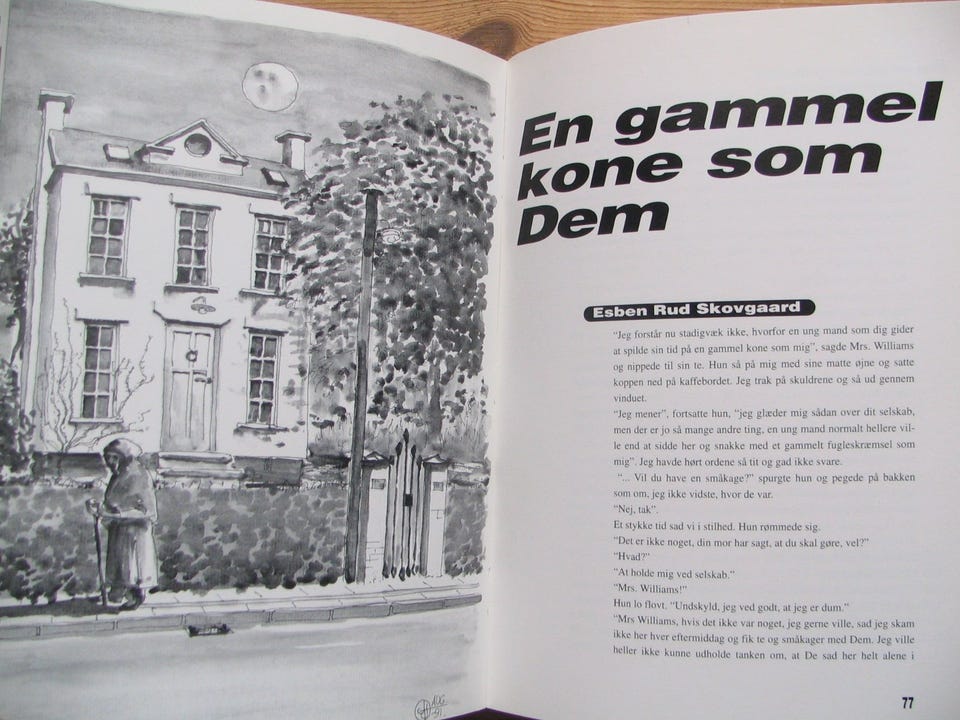 En gammel
kone som
Dem
Esben Rud Skovgaard
"Jeg forstår nu stadigvæk ikke, hvorfor en ung mand som dig gider
at spilde sin tid på en gammel kone som mig", sagde Mrs. Williams
og nippede til sin te. Hun så på mig med sine matte øjne og satte
koppen ned på kaffebordet. Jeg trak på skuldrene og så ud gennem
vinduet.
"Jeg mener", fortsatte hun, "jeg glæder mig sådan over dit selskab,
men der er jo så mange andre ting, en ung mand normalt hellere vil-
le end at sidde her og snakke med et gammelt fugleskræmsel som
mig". Jeg havde hørt ordene så tit og gad ikke svare.
"... Vil du have en småkage?" spurgte hun og pegede på bakken
som om, jeg ikke vidste, hvor de var.
"Nej, tak".
Et stykke tid sad vi i stilhed. Hun rømmede sig.
"Det er ikke noget, din mor har sagt, at du skal gøre, vel?"
"Hvad?"
"At holde mig ved selskab."
"Mrs. Williams!"
Hun lo flovt. "Undskyld, jeg ved godt, at jeg er dum."
"Mrs Williams, hvis det ikke var noget, jeg gerne ville, sad jeg skam
ikke her hver eftermiddag og fik te og småkager med Dem. Jeg ville
heller ikke kunne udholde tanken om, at De sad her helt alene i
77